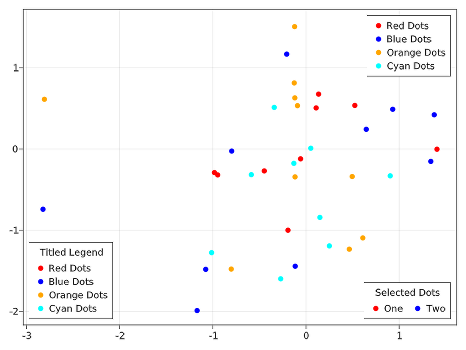 Red Dots
Blue Dots
Orange Dots
Cyan Dots
1
0
-1
-2
Titled Legend
Red Dots
Blue Dots
Orange Dots
Cyan Dots
Selected Dots
One Two
-3 -2 -1 0 1